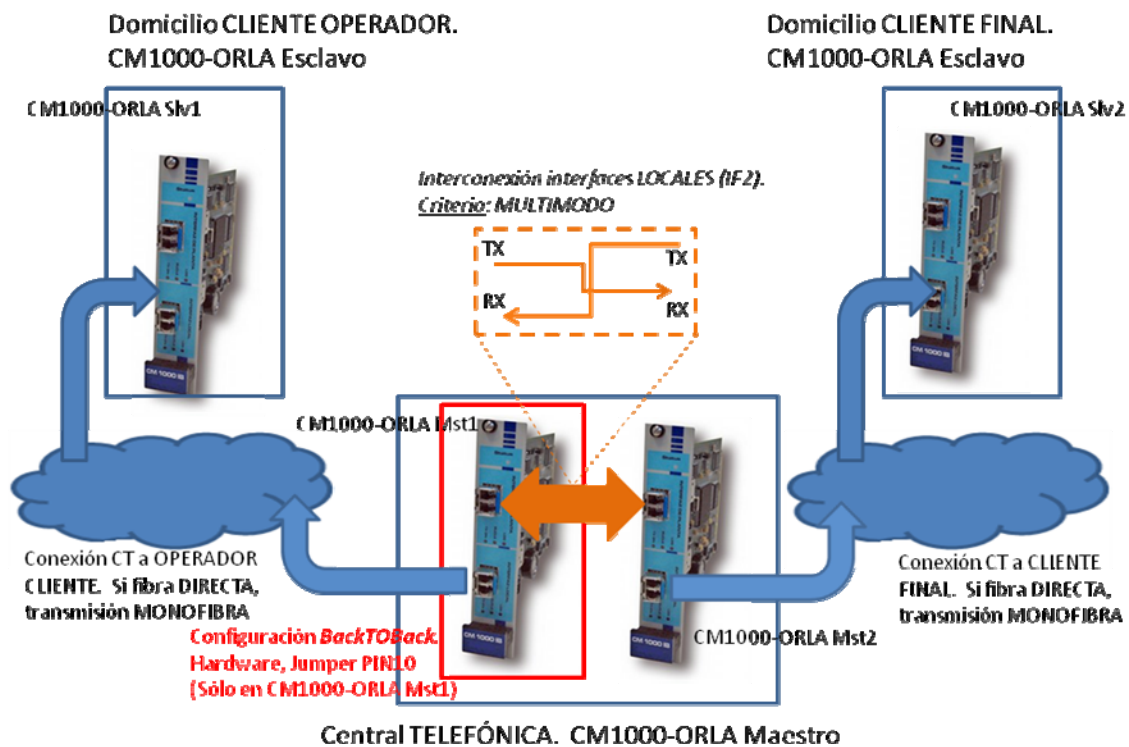 Domicilio CLIENTE OPERADOR.
CM1000-ORLA Esclavo
Domicilio CLIENTE FINAL.
CM1000-ORLA Esclavo
CM1000-ORLA Slv1
CM1000-ORLA Slv2
Interconexión interfaces LOCALES (IF2).
Criterio: MULTIMODO
TX
TX
RX
RX
CM1000-ORLA Mst1
Conexión CT a OPERADOR
CLIENTE. Si fibra DIRECTA,
transmisión MONOFIBRA
Conexión CT a CLIENTE
FINAL. Si fibra DIRECTA,
transmisión MONOFIBRA
Configuración BackTOBack.
Hardware, Jumper PIN10
(Sólo en CM1000-ORLA Mst1)
CM1000-ORLA Mst2
Central TELEFÓNICA. CM1000-ORLA Maestro